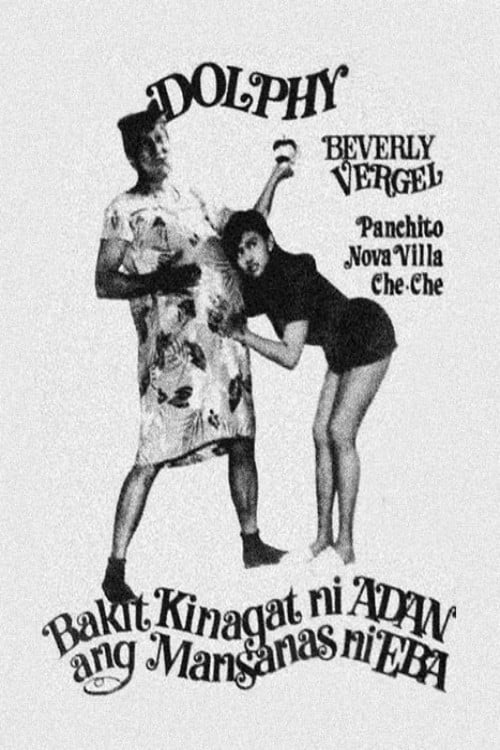 DOLPHY
BEVERLY
VERGEL
Panchito
Nova Villa
Che-Che
Bakit Kinagat ni ADAN
ang Mansanas ni EBA